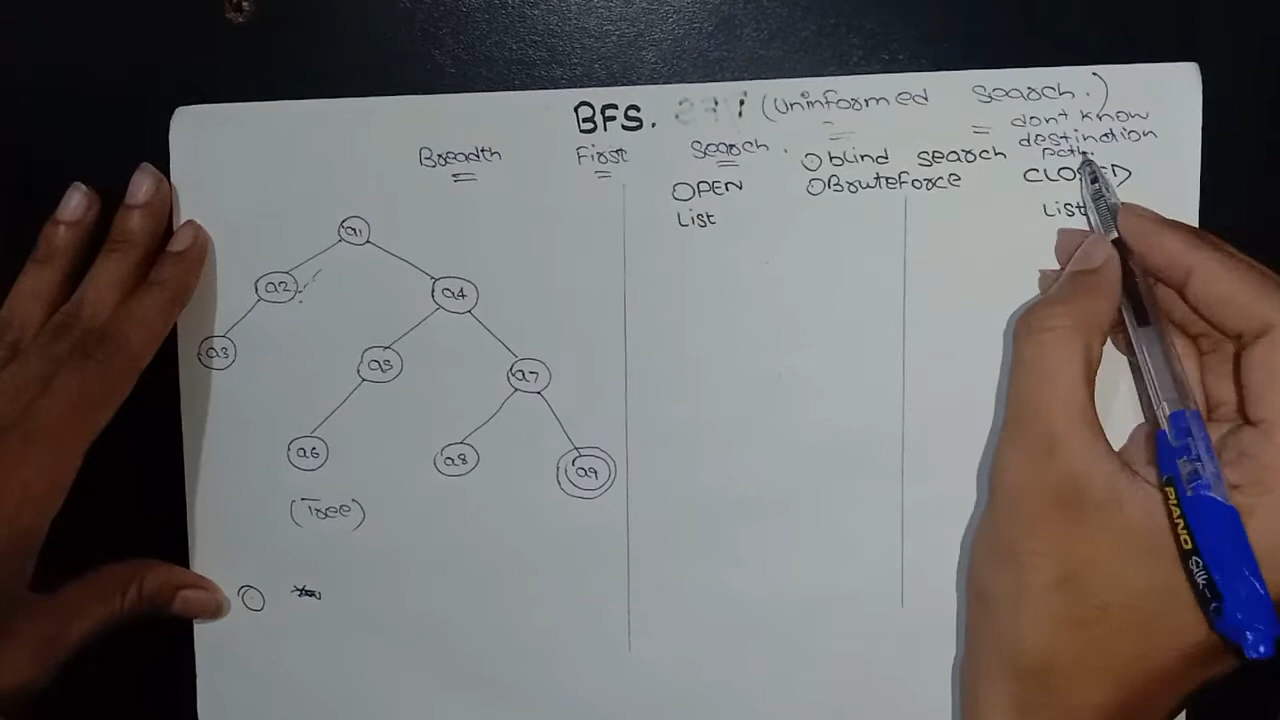 BFS. (Uninformed search.)
don't know
destination
path.
Breadth First search.
○blind search
○Bruteforce
OPEN
List
CLOSED
List
a1
a2
a4
a3
a5
a7
a6
a8
a9
(Tree)
PIANO Silk-